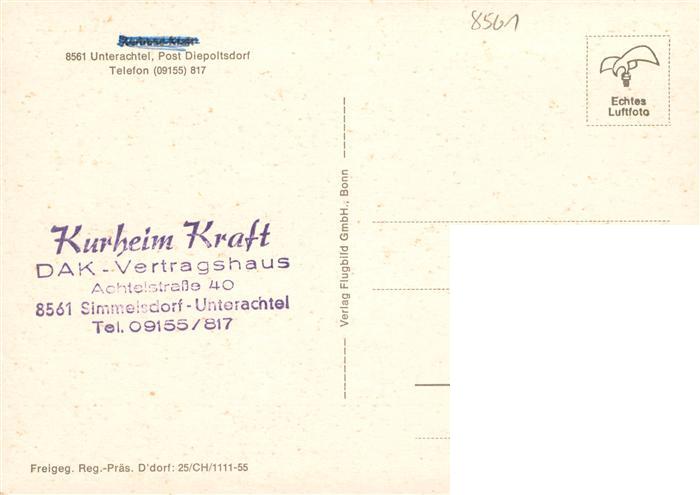 8561
8561 Unterachtel, Post Diepoltsdorf
Telefon (09155) 817
Echtes
Luftfoto
Verlag Flugbild GmbH., Bonn
Kurheim Kraft
DAK-Vertragshaus
Achtelstraße 40
8561 Simmelsdorf-Unterachtel
Tel. 09155/817
Freigeg. Reg.-Präs. D'dorf: 25/CH/1111-55